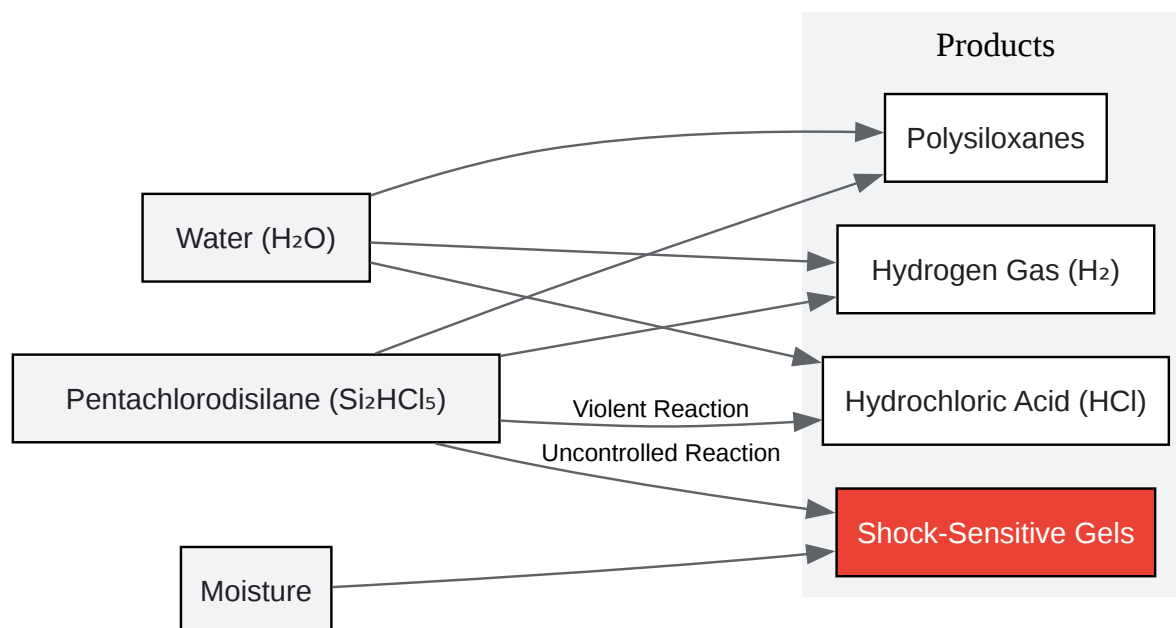 Products
Polysiloxanes
Water (H₂O)
Hydrogen Gas (H₂)
Pentachlorodisilane (Si₂HCl₅)
Hydrochloric Acid (HCl)
Violent Reaction
Uncontrolled Reaction
Shock-Sensitive Gels
Moisture